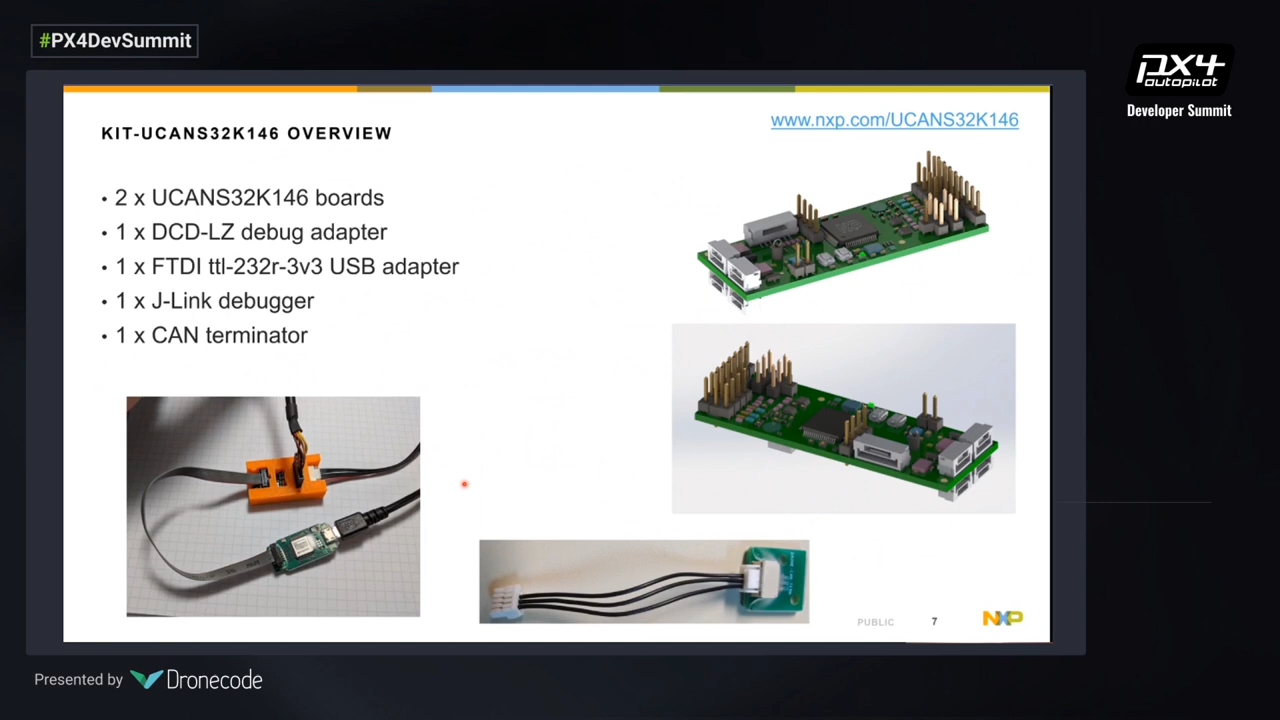 #PX4DevSummit
px4
autopilot
Developer Summit
KIT-UCANS32K146 OVERVIEW
www.nxp.com/UCANS32K146
• 2 x UCANS32K146 boards
• 1 x DCD-LZ debug adapter
• 1 x FTDI ttl-232r-3v3 USB adapter
• 1 x J-Link debugger
• 1 x CAN terminator
PUBLIC
7
NXP
Presented by
Dronecode